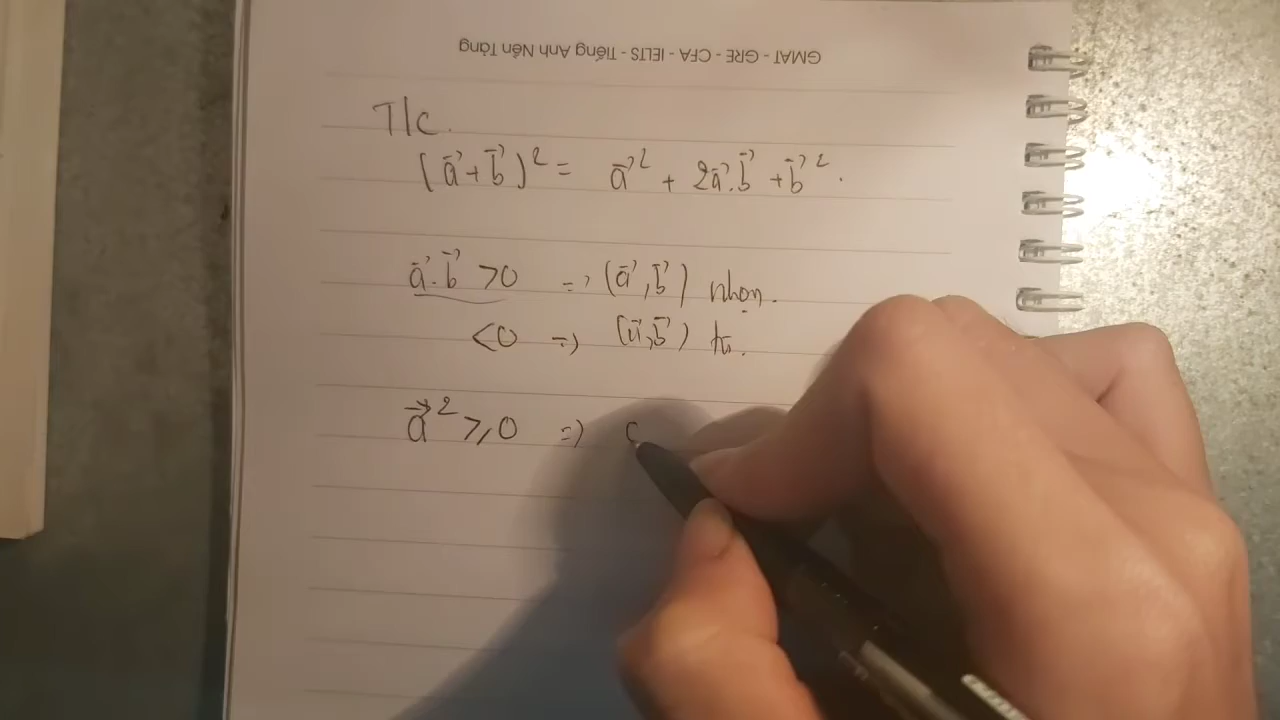 GMAT - GRE - CFA - IELTS - Tiếng Anh Nền Tảng
T/c.
(a⃗+b⃗)² = a⃗² + 2a⃗.b⃗ + b⃗².
a⃗.b⃗ >0 => (a⃗,b⃗) nhọn.
<0 => (a⃗,b⃗) tù.
a⃗² ≥ 0 =>